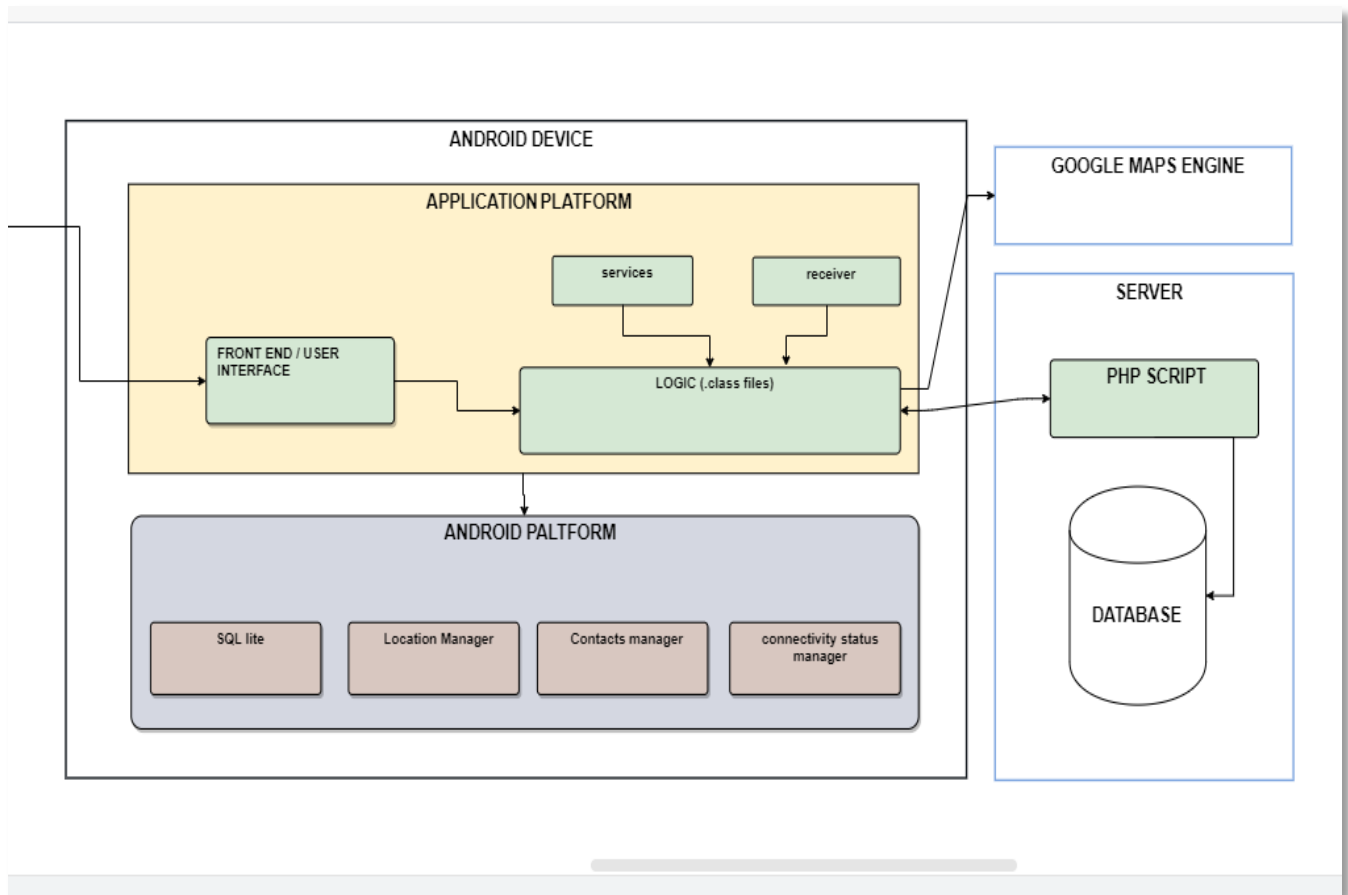 ANDROID DEVICE
APPLICATION PLATFORM
services
receiver
FRONT END / USER
INTERFACE
LOGIC (.class files)
ANDROID PALTFORM
SQL lite
Location Manager
Contacts manager
connectivity status
manager
GOOGLE MAPS ENGINE
SERVER
PHP SCRIPT
DATABASE